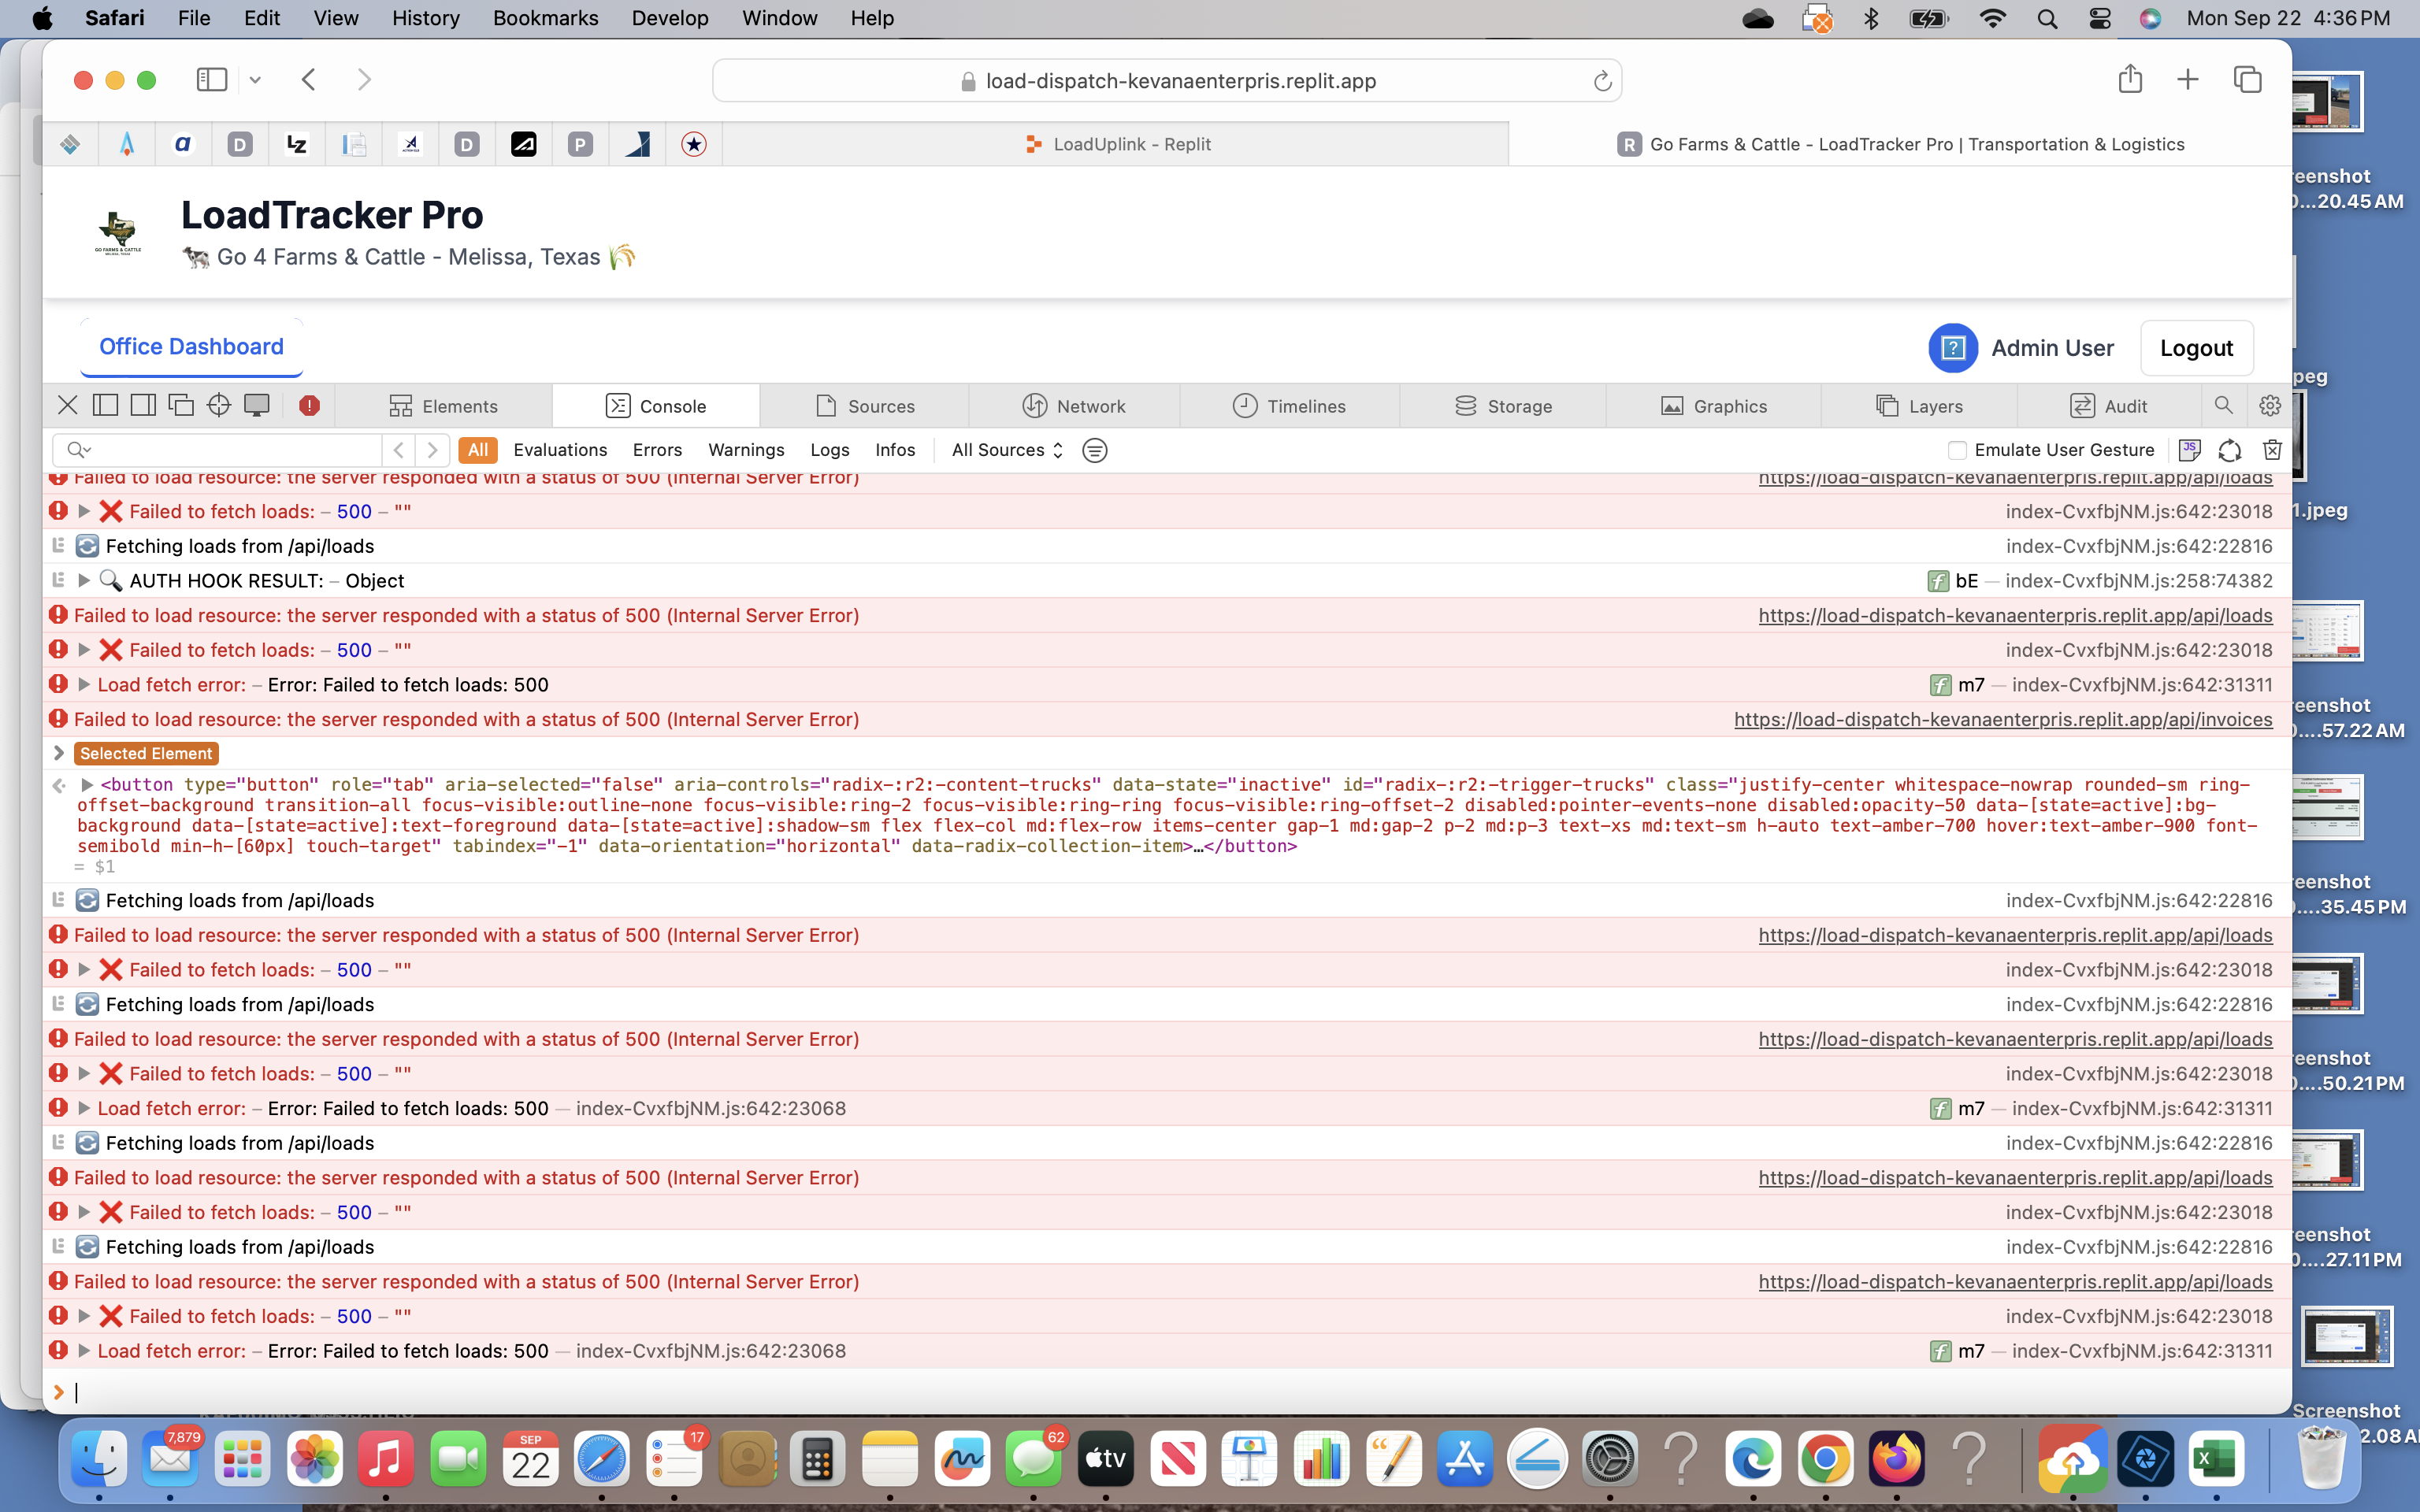 Safari File Edit View History Bookmarks Develop Window Help Mon Sep 22 4:36 PM
load-dispatch-kevanaenterpris.replit.app
a D LZ D P LoadUplink - Replit R Go Farms & Cattle - LoadTracker Pro | Transportation & Logistics
LoadTracker Pro
🐄 Go 4 Farms & Cattle - Melissa, Texas 🌾
GO FARMS & CATTLE
Office Dashboard
Admin User Logout
Elements Console Sources Network Timelines Storage Graphics Layers Audit
All Evaluations Errors Warnings Logs Infos All Sources Emulate User Gesture
Failed to load resource: the server responded with a status of 500 (Internal Server Error) https://load-dispatch-kevanaenterpris.replit.app/api/loads
❌ Failed to fetch loads: – 500 – "" index-CvxfbjNM.js:642:23018
🔄 Fetching loads from /api/loads index-CvxfbjNM.js:642:22816
🔍 AUTH HOOK RESULT: – Object f bE — index-CvxfbjNM.js:258:74382
Failed to load resource: the server responded with a status of 500 (Internal Server Error) https://load-dispatch-kevanaenterpris.replit.app/api/loads
❌ Failed to fetch loads: – 500 – "" index-CvxfbjNM.js:642:23018
Load fetch error: – Error: Failed to fetch loads: 500 f m7 — index-CvxfbjNM.js:642:31311
Failed to load resource: the server responded with a status of 500 (Internal Server Error) https://load-dispatch-kevanaenterpris.replit.app/api/invoices
Selected Element
<button type="button" role="tab" aria-selected="false" aria-controls="radix-:r2:-content-trucks" data-state="inactive" id="radix-:r2:-trigger-trucks" class="justify-center whitespace-nowrap rounded-sm ring-
offset-background transition-all focus-visible:outline-none focus-visible:ring-2 focus-visible:ring-ring focus-visible:ring-offset-2 disabled:pointer-events-none disabled:opacity-50 data-[state=active]:bg-
background data-[state=active]:text-foreground data-[state=active]:shadow-sm flex flex-col md:flex-row items-center gap-1 md:gap-2 p-2 md:p-3 text-xs md:text-sm h-auto text-amber-700 hover:text-amber-900 font-
semibold min-h-[60px] touch-target" tabindex="-1" data-orientation="horizontal" data-radix-collection-item>…</button>
= $1
🔄 Fetching loads from /api/loads index-CvxfbjNM.js:642:22816
Failed to load resource: the server responded with a status of 500 (Internal Server Error) https://load-dispatch-kevanaenterpris.replit.app/api/loads
❌ Failed to fetch loads: – 500 – "" index-CvxfbjNM.js:642:23018
🔄 Fetching loads from /api/loads index-CvxfbjNM.js:642:22816
Failed to load resource: the server responded with a status of 500 (Internal Server Error) https://load-dispatch-kevanaenterpris.replit.app/api/loads
❌ Failed to fetch loads: – 500 – "" index-CvxfbjNM.js:642:23018
Load fetch error: – Error: Failed to fetch loads: 500 — index-CvxfbjNM.js:642:23068 f m7 — index-CvxfbjNM.js:642:31311
🔄 Fetching loads from /api/loads index-CvxfbjNM.js:642:22816
Failed to load resource: the server responded with a status of 500 (Internal Server Error) https://load-dispatch-kevanaenterpris.replit.app/api/loads
❌ Failed to fetch loads: – 500 – "" index-CvxfbjNM.js:642:23018
🔄 Fetching loads from /api/loads index-CvxfbjNM.js:642:22816
Failed to load resource: the server responded with a status of 500 (Internal Server Error) https://load-dispatch-kevanaenterpris.replit.app/api/loads
❌ Failed to fetch loads: – 500 – "" index-CvxfbjNM.js:642:23018
Load fetch error: – Error: Failed to fetch loads: 500 — index-CvxfbjNM.js:642:23068 f m7 — index-CvxfbjNM.js:642:31311
reenshot
...20.45 AM
peg
1.jpeg
reenshot
....57.22 AM
reenshot
....35.45 PM
reenshot
....50.21 PM
reenshot
....27.11 PM
Screenshot
2.08 A
7,879 SEP 22 17 62 tv